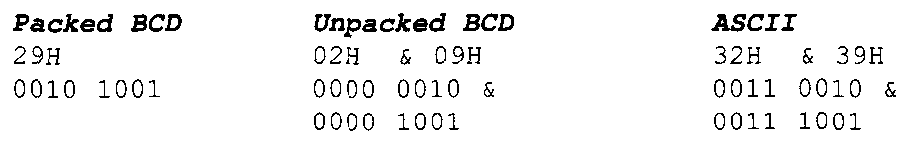 Packed BCD Unpacked BCD ASCII
29H 02H & 09H 32H & 39H
0010 1001 0000 0010 & 0011 0010 &
0000 1001 0011 1001